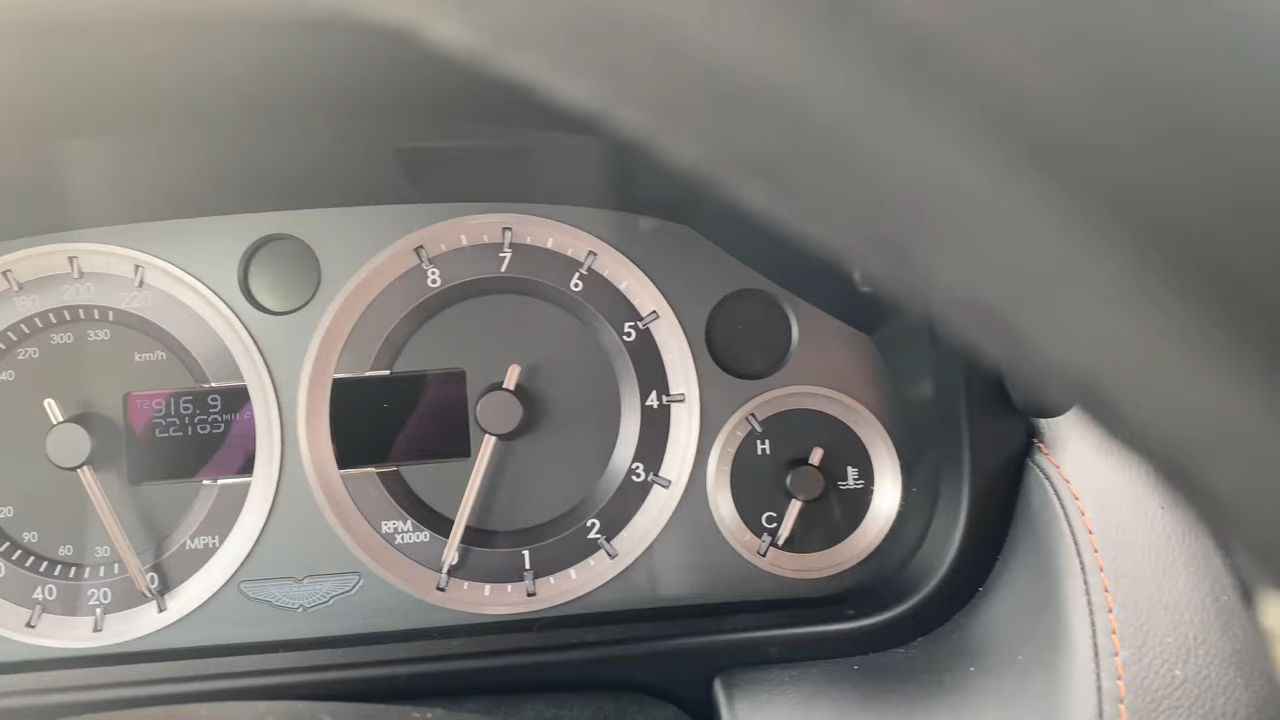 180 200 220
270 300 330
km/h
T2 916.9
22169 MILE
90 60 30
MPH
40 20 0
8 7 6 5 4 3 2 1
RPM
X1000
H
C